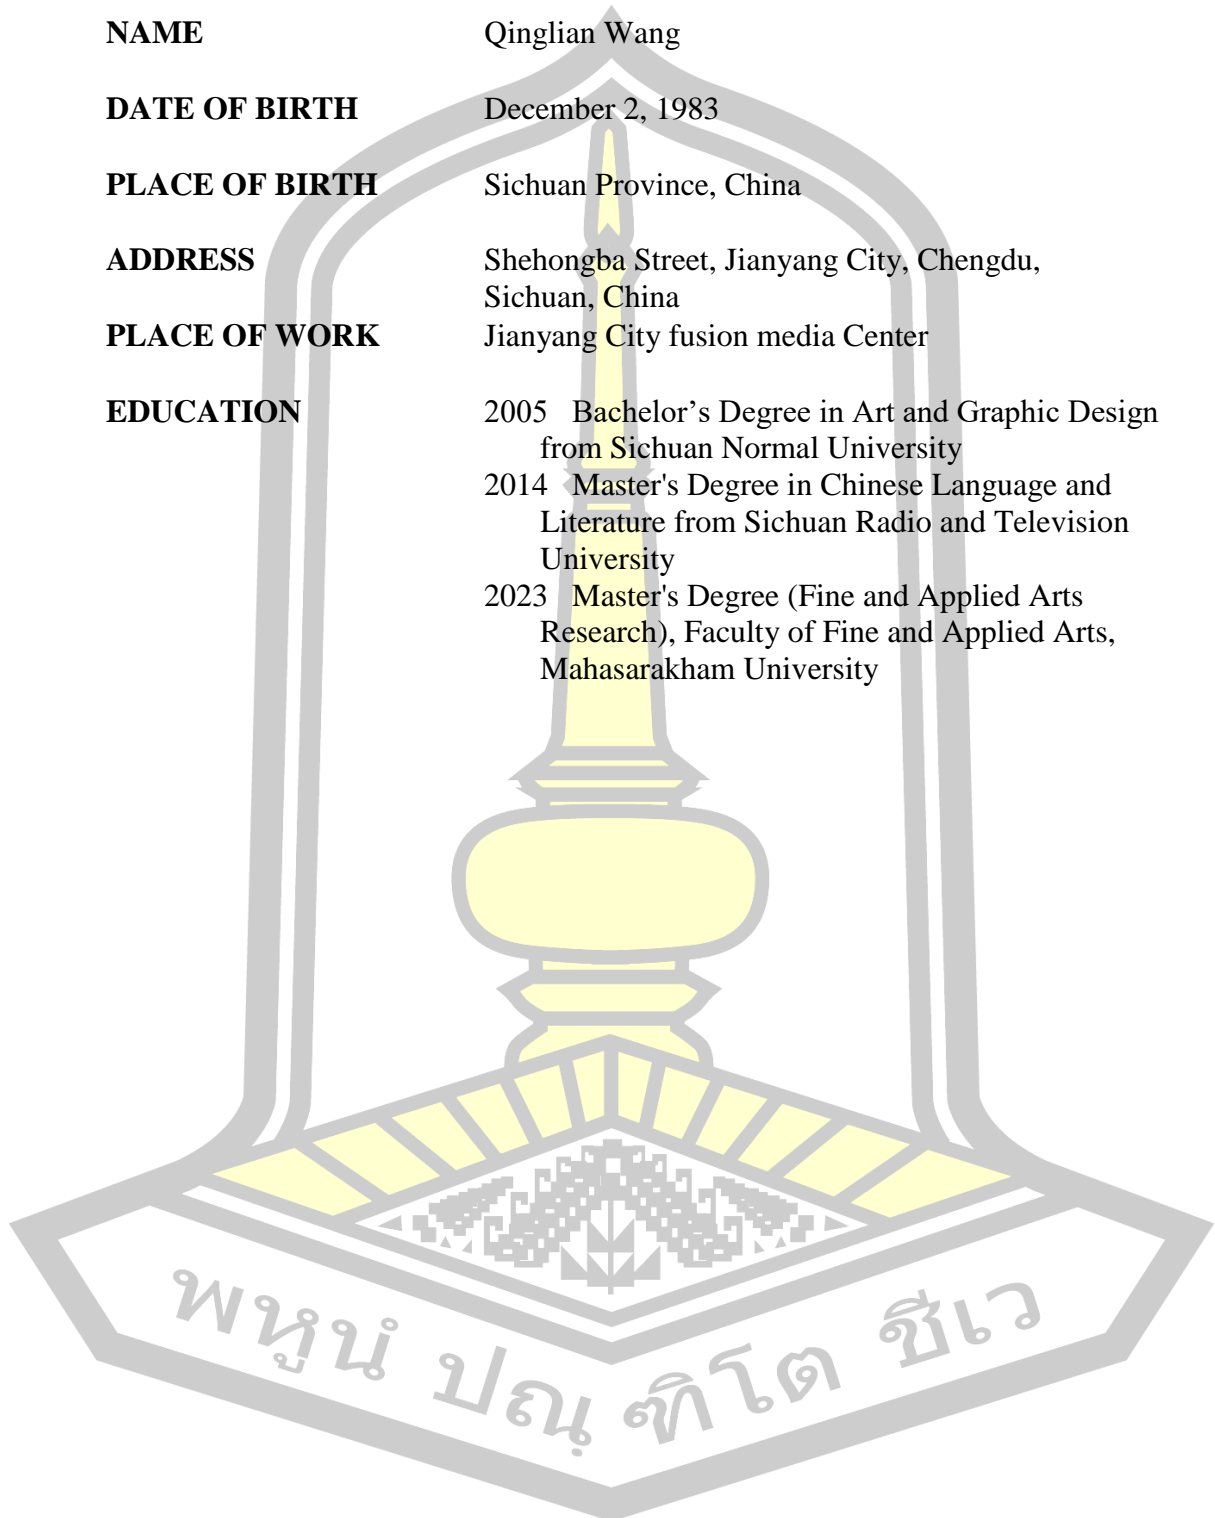 NAME Qinglian Wang
DATE OF BIRTH December 2, 1983
PLACE OF BIRTH Sichuan Province, China
ADDRESS Shehongba Street, Jianyang City, Chengdu,
Sichuan, China
PLACE OF WORK Jianyang City fusion media Center
EDUCATION 2005 Bachelor’s Degree in Art and Graphic Design
from Sichuan Normal University
2014 Master's Degree in Chinese Language and
Literature from Sichuan Radio and Television
University
2023 Master's Degree (Fine and Applied Arts
Research), Faculty of Fine and Applied Arts,
Mahasarakham University
พหูนํ ปณฺฑิโต ชีเว